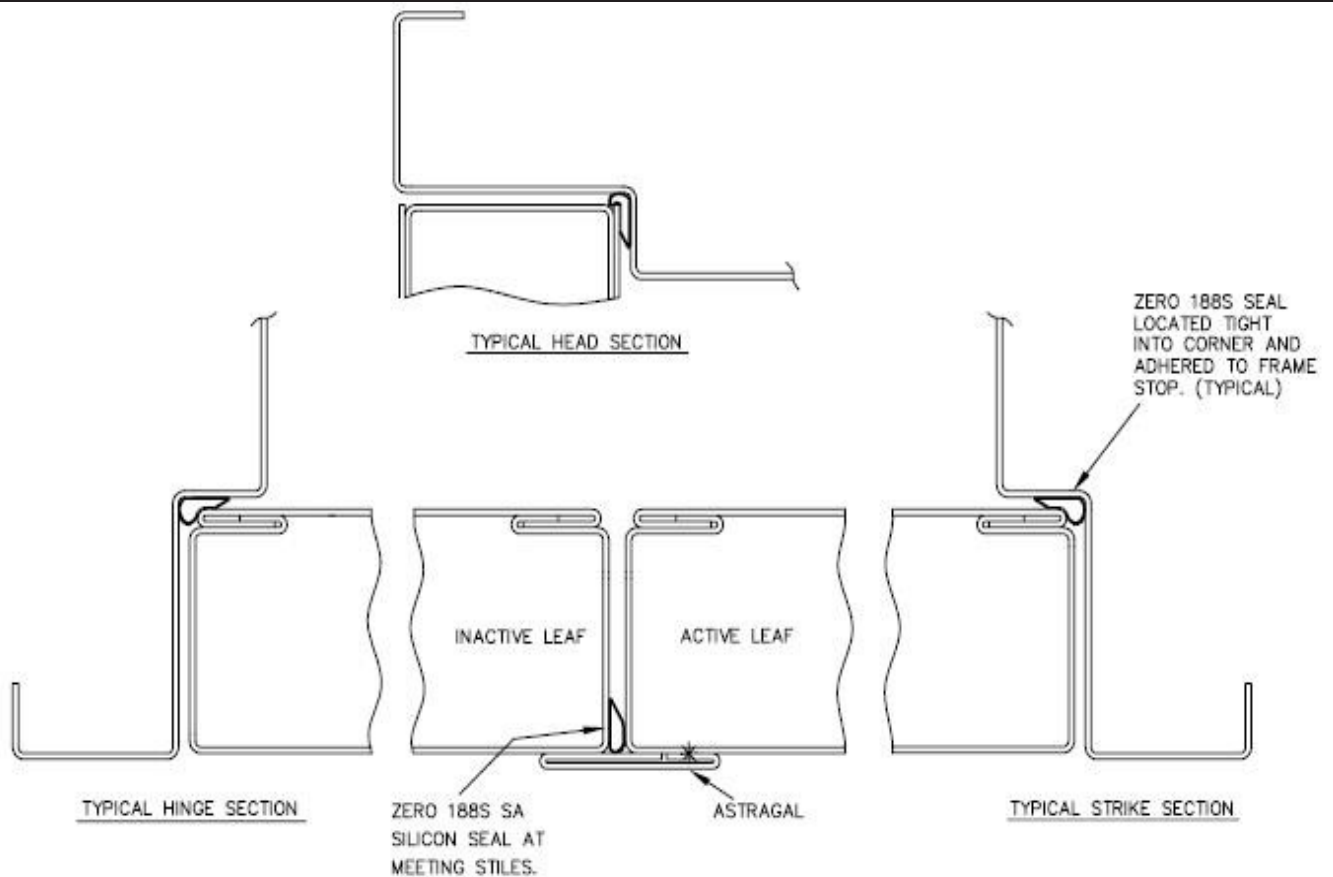 TYPICAL HEAD SECTION
ZERO 188S SEAL
LOCATED TIGHT
INTO CORNER AND
ADHERED TO FRAME
STOP. (TYPICAL)
INACTIVE LEAF
ACTIVE LEAF
TYPICAL HINGE SECTION
ZERO 188S SA
SILICON SEAL AT
MEETING STILES.
ASTRAGAL
TYPICAL STRIKE SECTION